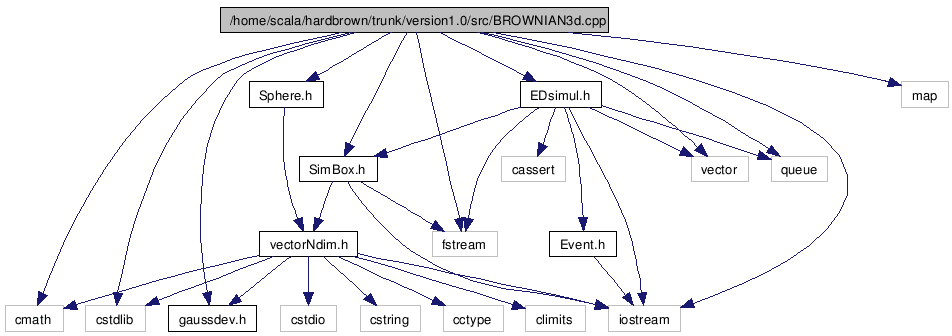 /home/scala/hardbrown/trunk/version1.0/src/BROWNIAN3d.cpp
Sphere.h
EDsimul.h
map
SimBox.h
cassert
vector
queue
vectorNdim.h
fstream
Event.h
cmath
cstdlib
gaussdev.h
cstdio
cstring
cctype
climits
iostream